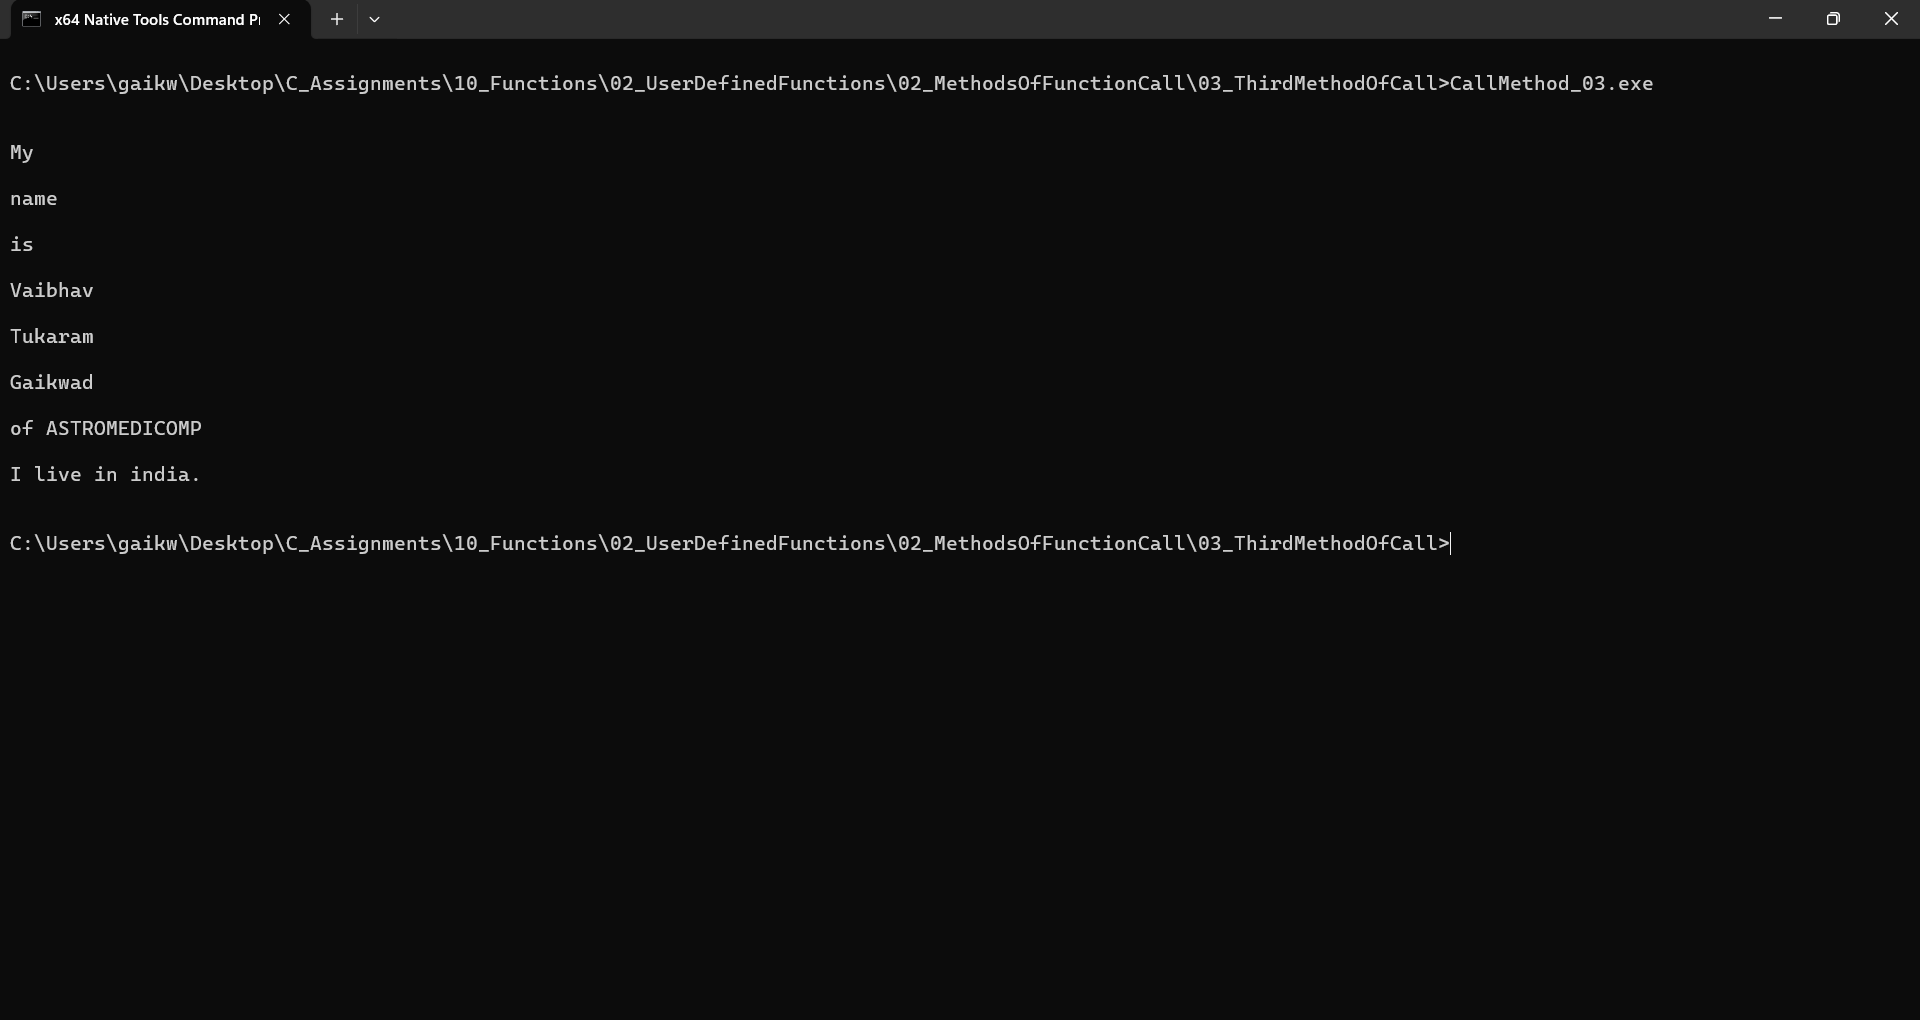 x64 Native Tools Command P
C:\Users\gaikw\Desktop\C_Assignments\10_Functions\02_UserDefinedFunctions\02_MethodsOfFunctionCall\03_ThirdMethodOfCall>CallMethod_03.exe
My
name
is
Vaibhav
Tukaram
Gaikwad
of ASTROMEDICOMP
I live in india.
C:\Users\gaikw\Desktop\C_Assignments\10_Functions\02_UserDefinedFunctions\02_MethodsOfFunctionCall\03_ThirdMethodOfCall>